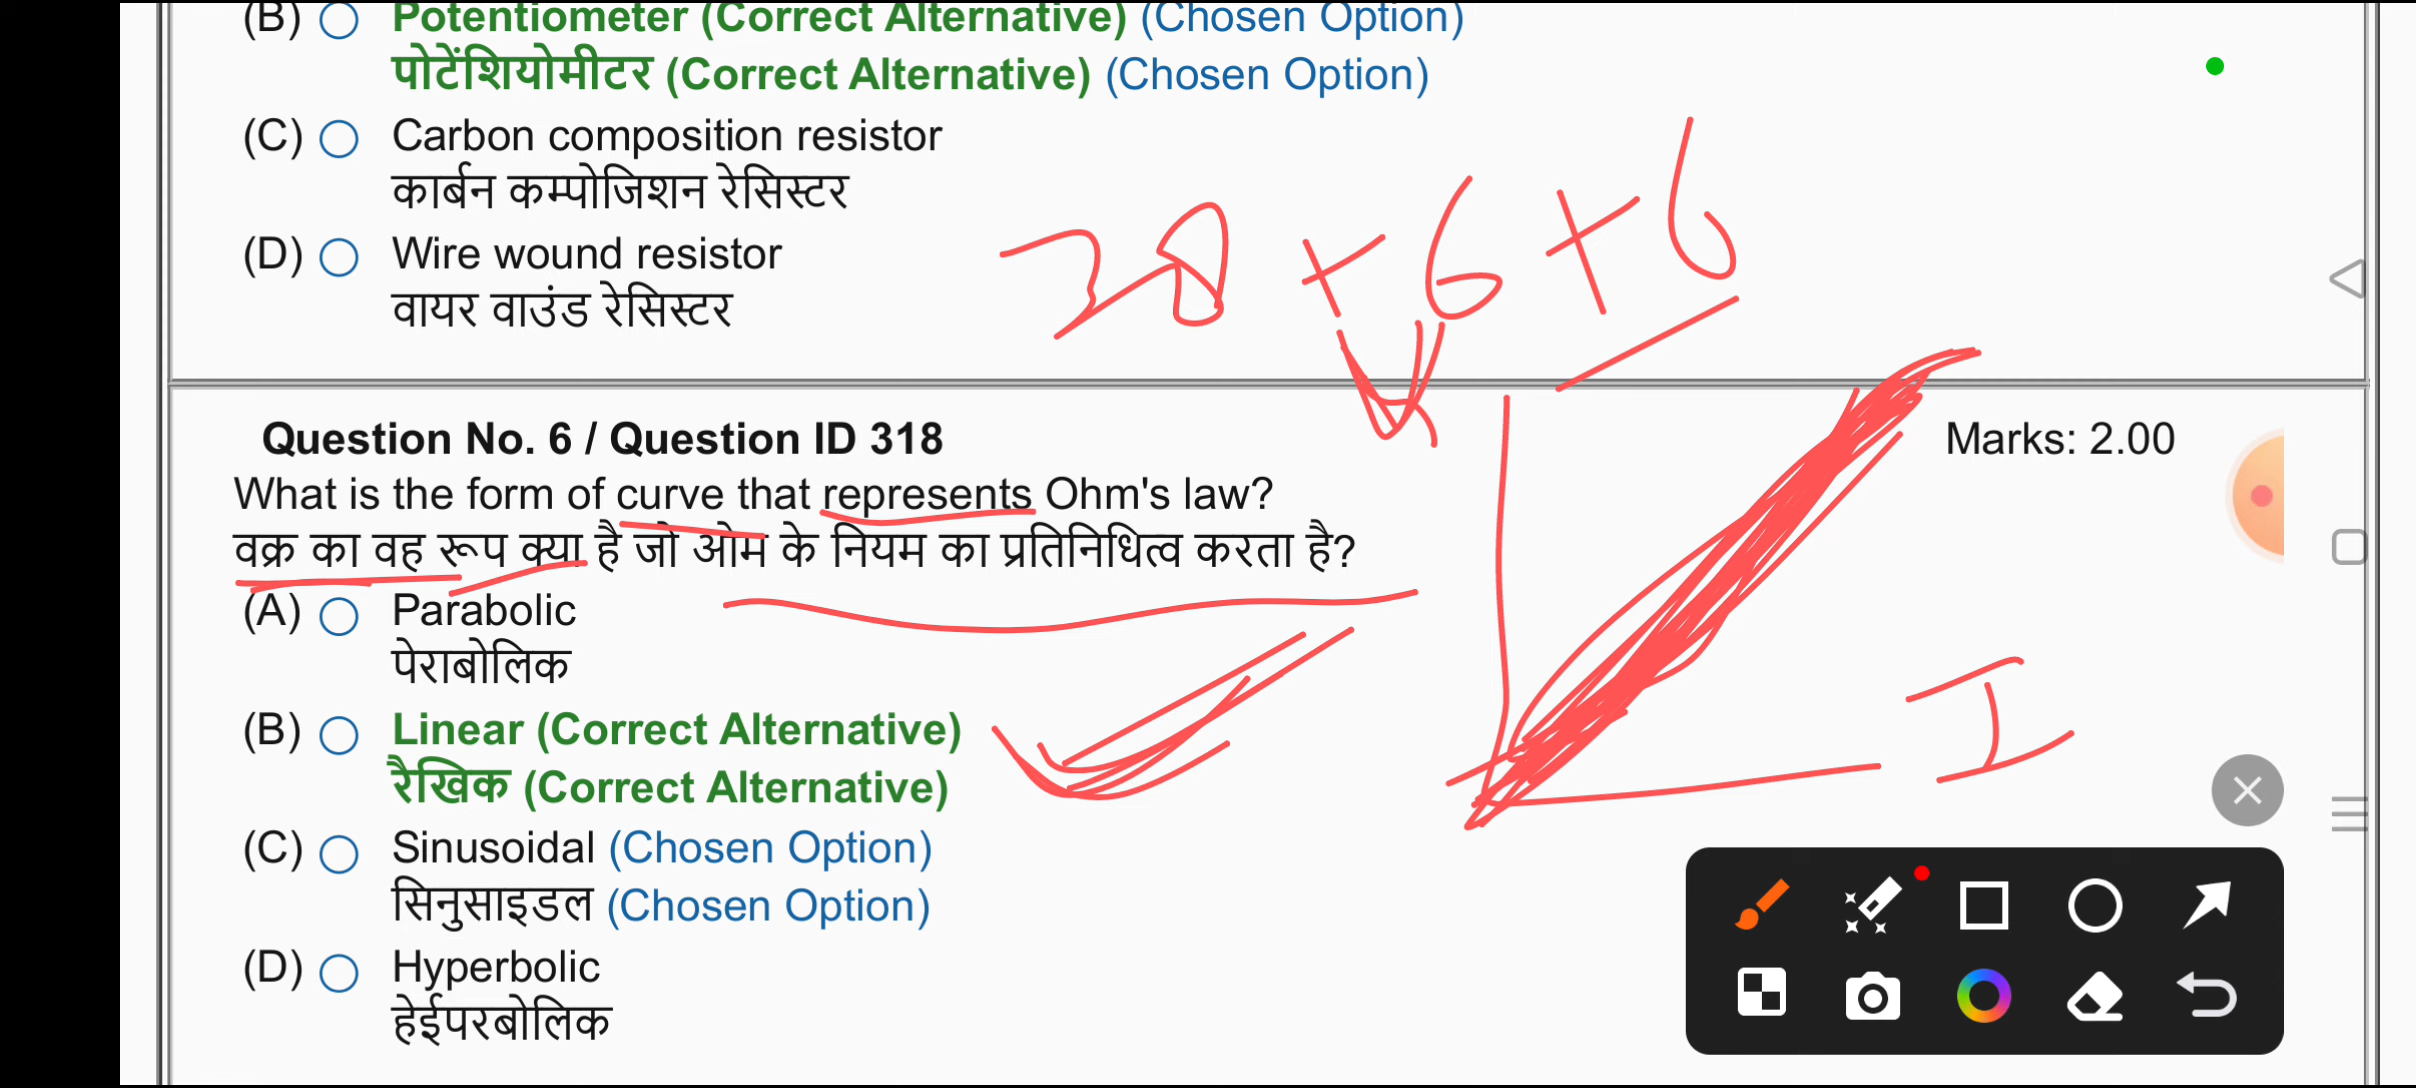 (B) Potentiometer (Correct Alternative) (Chosen Option)
पोटेंशियोमीटर (Correct Alternative) (Chosen Option)
(C) Carbon composition resistor
कार्बन कम्पोजिशन रेसिस्टर
(D) Wire wound resistor
वायर वाउंड रेसिस्टर
38 + 6 + 6
V
Question No. 6 / Question ID 318 Marks: 2.00
What is the form of curve that represents Ohm's law?
वक्र का वह रूप क्या है जो ओम के नियम का प्रतिनिधित्व करता है?
(A) Parabolic
पेराबोलिक
I
(B) Linear (Correct Alternative)
रैखिक (Correct Alternative)
(C) Sinusoidal (Chosen Option)
सिनुसाइडल (Chosen Option)
(D) Hyperbolic
हेईपरबोलिक